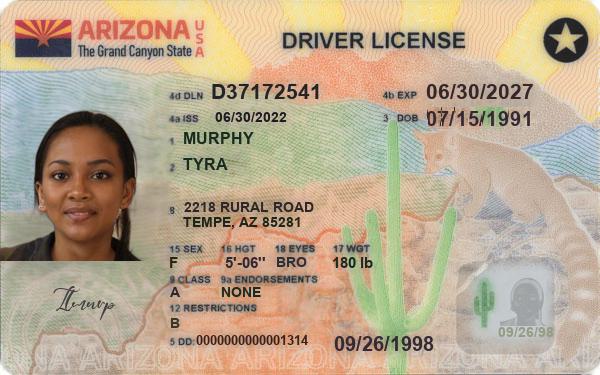 ARIZONA USA
The Grand Canyon State
DRIVER LICENSE
4d DLN D37172541 4b EXP 06/30/2027
4a ISS 06/30/2022 3 DOB 07/15/1991
1 MURPHY
2 TYRA
8 2218 RURAL ROAD
TEMPE, AZ 85281
15 SEX 16 HGT 18 EYES 17 WGT
F 5'-06" BRO 180 lb
9 CLASS 9a ENDORSEMENTS
A NONE
12 RESTRICTIONS
B
5 DD: 0000000000001314 09/26/1998
09/26/98
ARIZONA ARIZONA ARIZONA ARIZONA